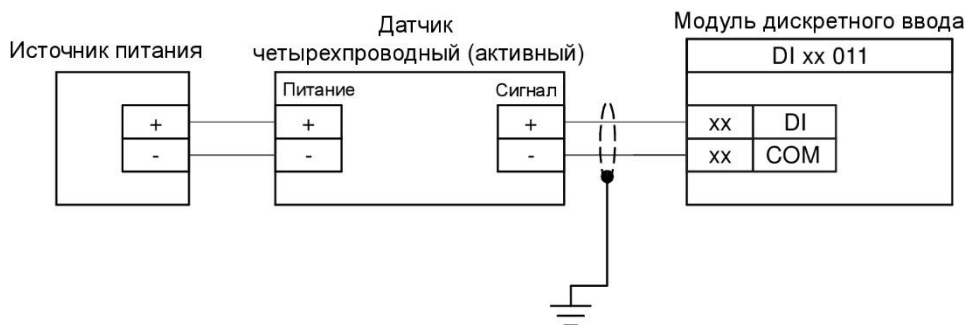 Источник питания
Датчик
четырехпроводный (активный)
Модуль дискретного ввода
DI xx 011
Питание
Сигнал
+
-
+
-
+
-
xx DI
xx COM